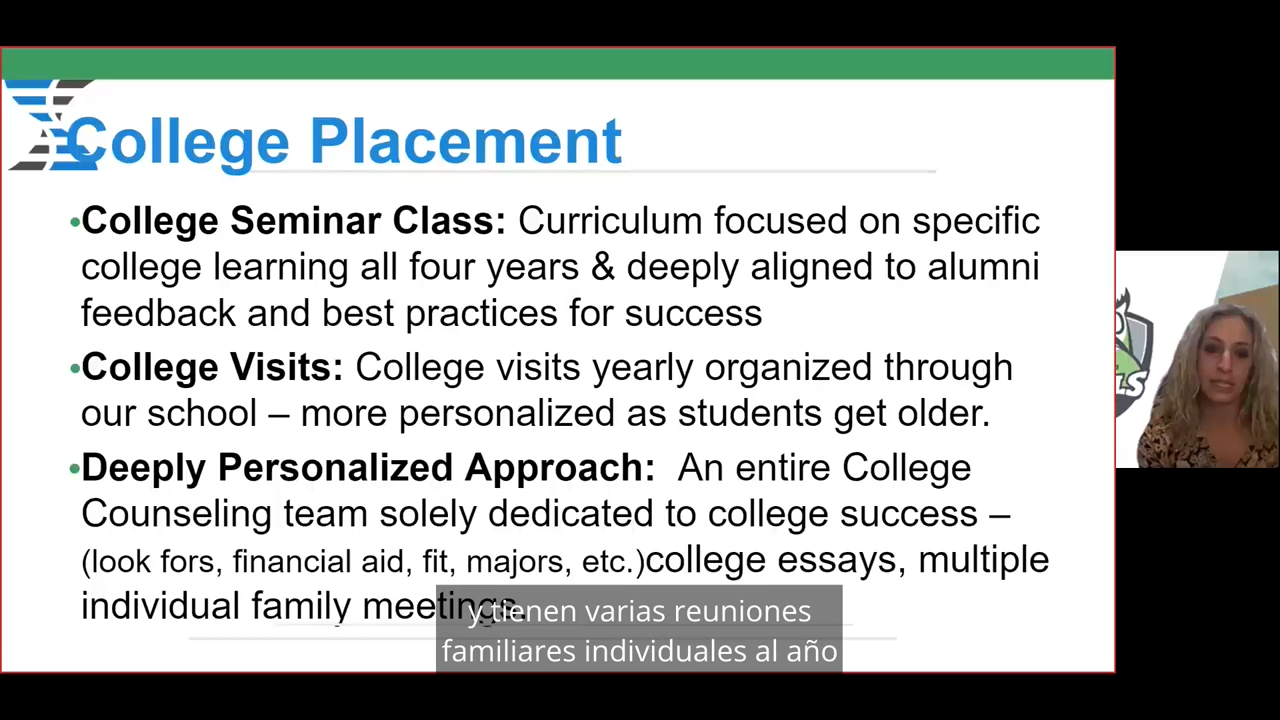 College Placement
•College Seminar Class: Curriculum focused on specific
college learning all four years & deeply aligned to alumni
feedback and best practices for success
•College Visits: College visits yearly organized through
our school – more personalized as students get older.
•Deeply Personalized Approach: An entire College
Counseling team solely dedicated to college success –
(look fors, financial aid, fit, majors, etc.)college essays, multiple
individual family meetings.
y tienen varias reuniones
familiares individuales al año